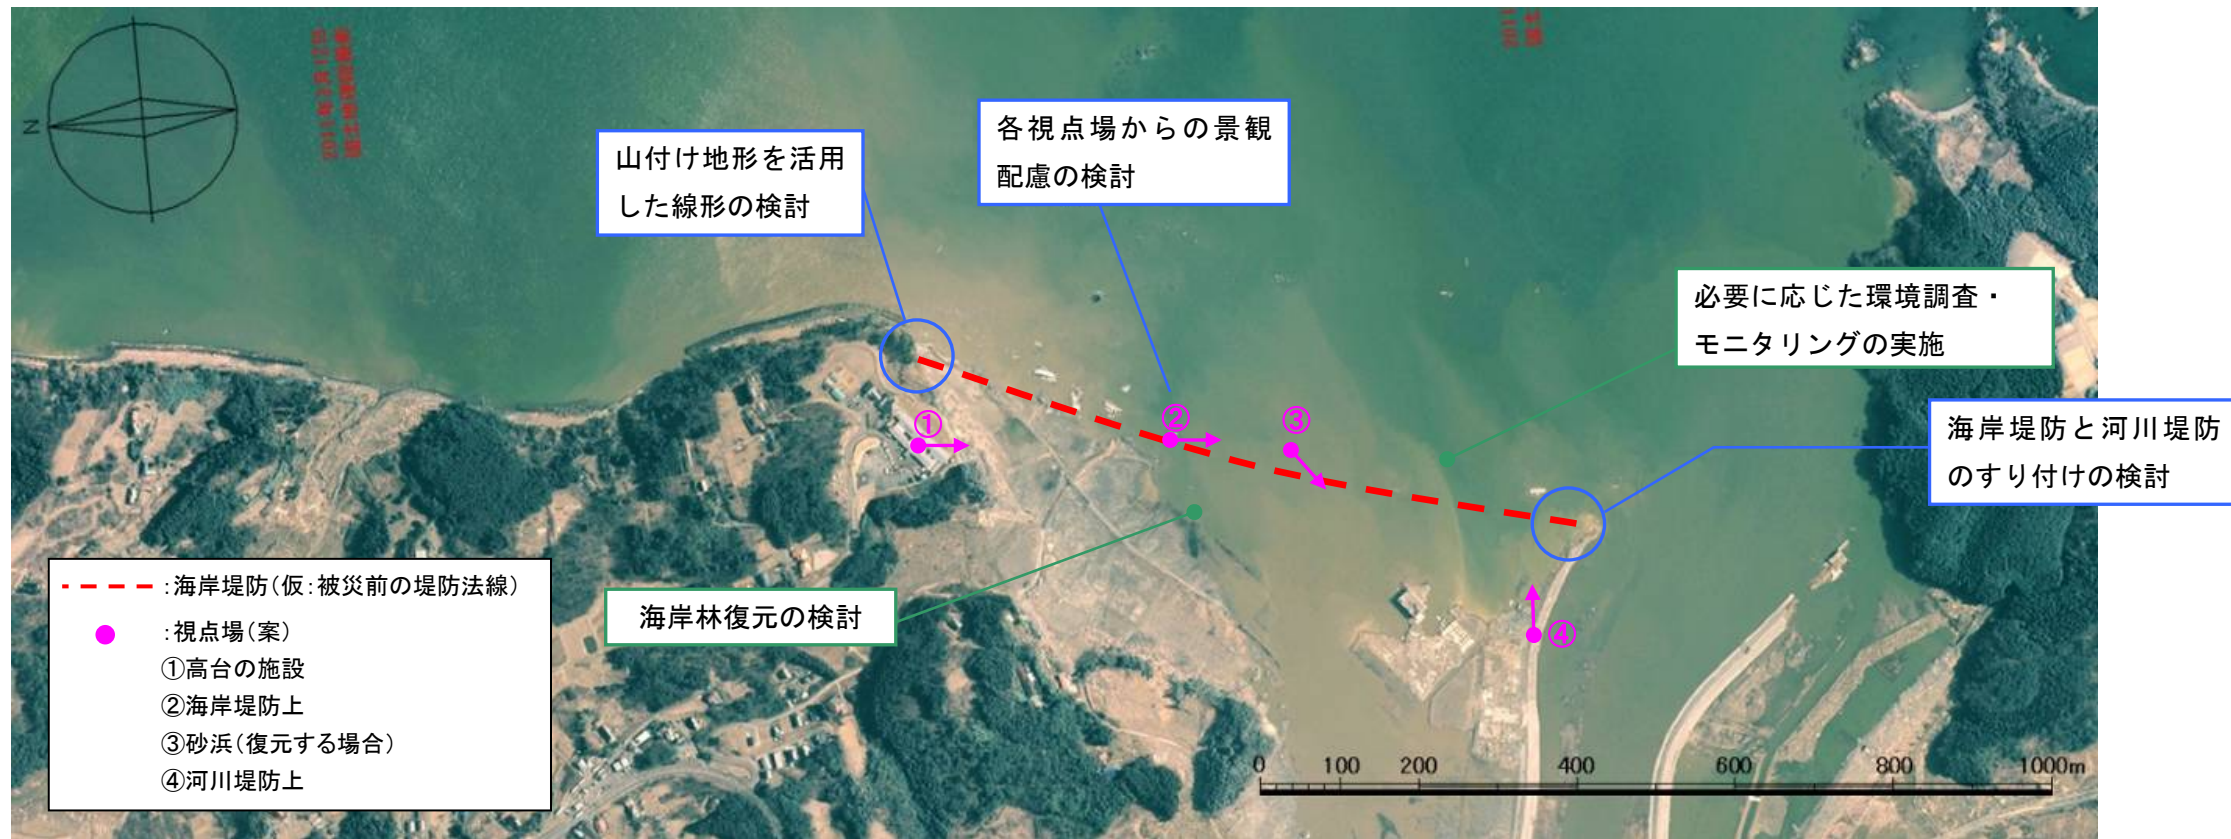 N
山付け地形を活用
した線形の検討
各視点場からの景観
配慮の検討
必要に応じた環境調査・
モニタリングの実施
海岸堤防と河川堤防
のすり付けの検討
①
②
③
④
海岸林復元の検討
:海岸堤防(仮:被災前の堤防法線)
:視点場(案)
①高台の施設
②海岸堤防上
③砂浜(復元する場合)
④河川堤防上
0 100 200 400 600 800 1000m